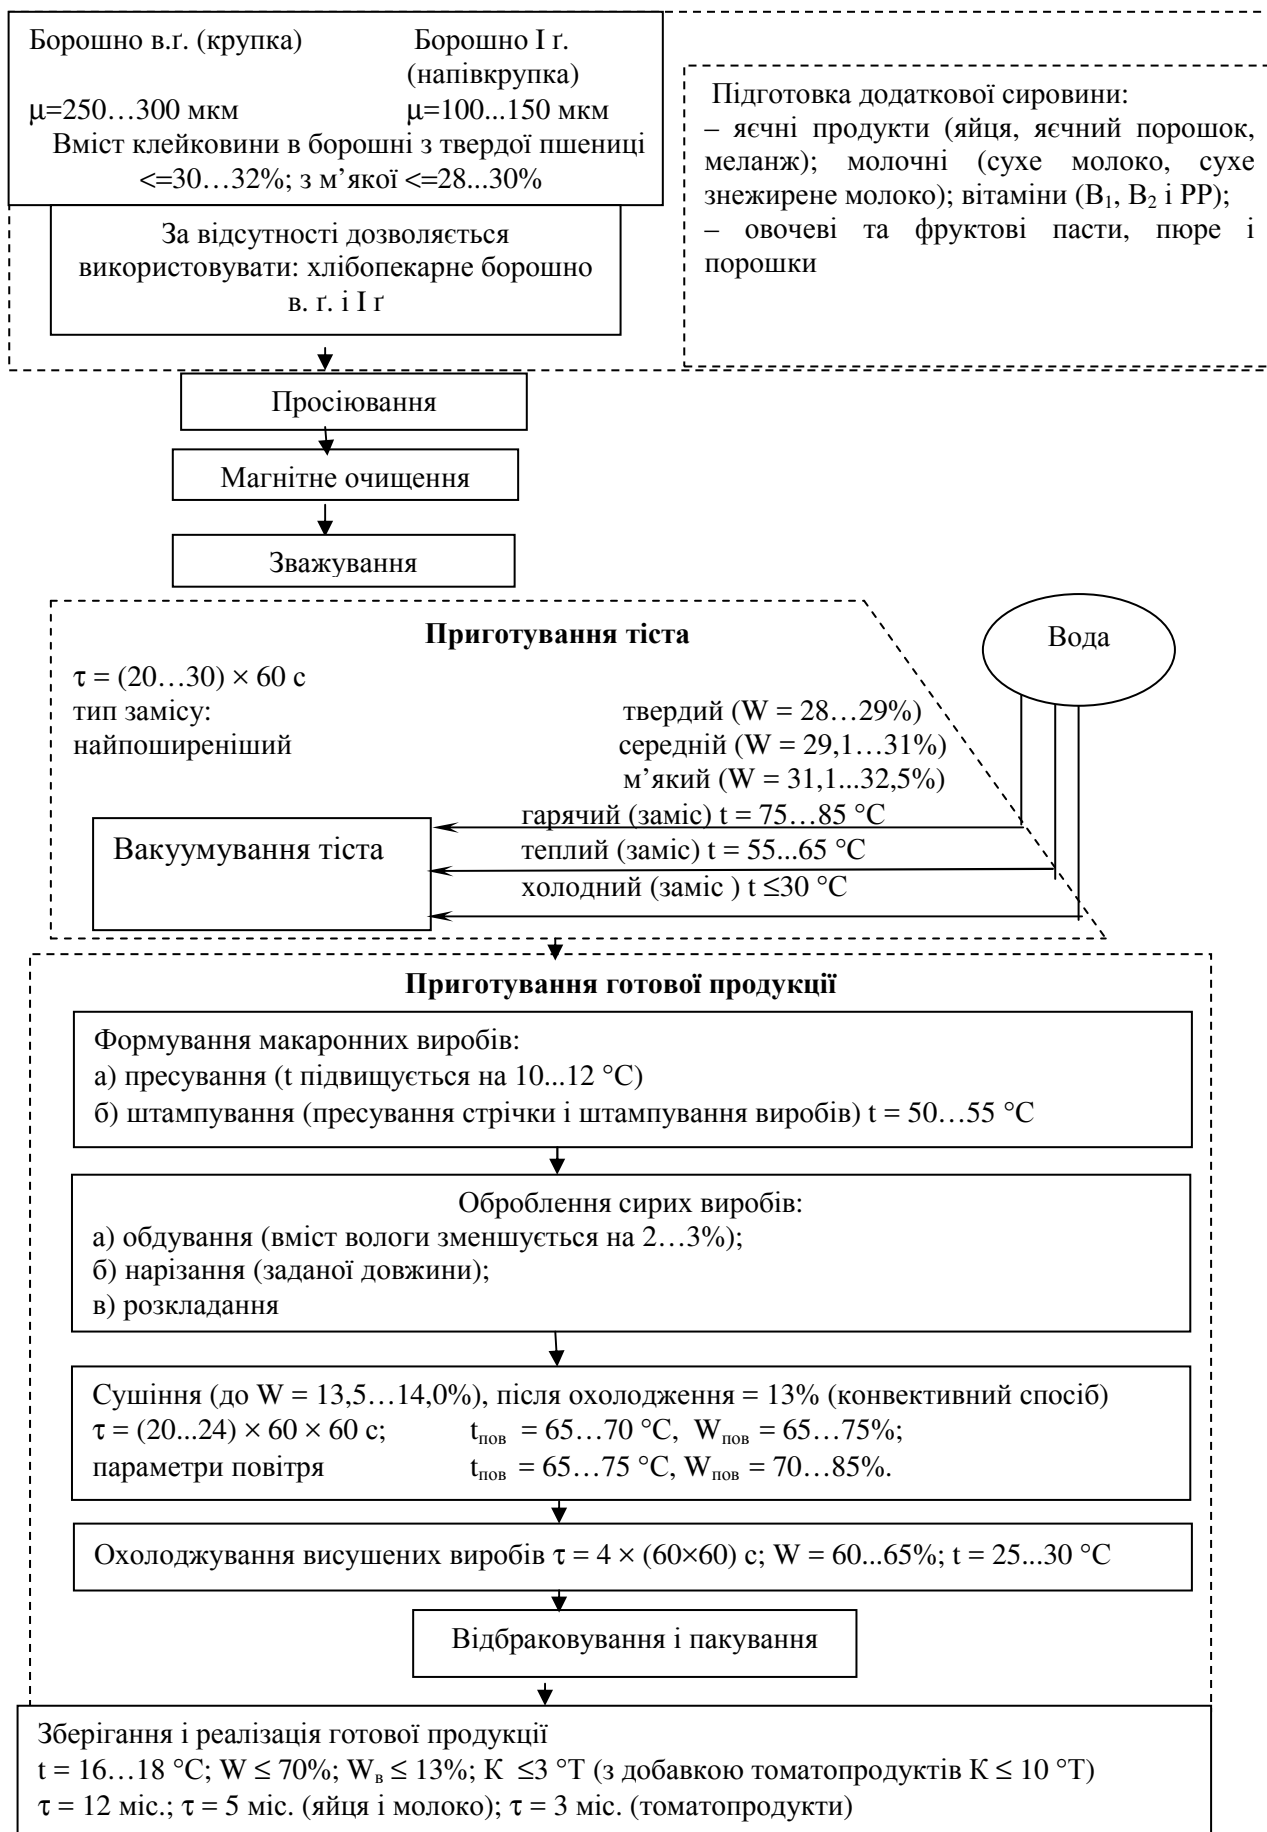 Борошно в.ґ. (крупка) Борошно І ґ.
(напівкрупка)
μ=250…300 мкм μ=100...150 мкм
Вміст клейковини в борошні з твердої пшениці
<=30…32%; з м’якої <=28...30%
За відсутності дозволяється
використовувати: хлібопекарне борошно
в. ґ. і І ґ
Підготовка додаткової сировини:
– яєчні продукти (яйця, яєчний порошок,
меланж); молочні (сухе молоко, сухе
знежирене молоко); вітаміни (В₁, В₂ і РР);
– овочеві та фруктові пасти, пюре і
порошки
Просіювання
Магнітне очищення
Зважування
Приготування тіста
Вода
τ = (20…30) × 60 с
тип замісу: твердий (W = 28…29%)
найпоширеніший середній (W = 29,1…31%)
м’який (W = 31,1...32,5%)
гарячий (заміс) t = 75…85 °C
Вакуумування тіста
теплий (заміс) t = 55...65 °C
холодний (заміс ) t ≤30 °C
Приготування готової продукції
Формування макаронних виробів:
а) пресування (t підвищується на 10...12 °C)
б) штампування (пресування стрічки і штампування виробів) t = 50…55 °C
Оброблення сирих виробів:
а) обдування (вміст вологи зменшується на 2…3%);
б) нарізання (заданої довжини);
в) розкладання
Сушіння (до W = 13,5…14,0%), після охолодження = 13% (конвективний спосіб)
τ = (20...24) × 60 × 60 с; tпов = 65…70 °C, Wпов = 65…75%;
параметри повітря tпов = 65…75 °C, Wпов = 70…85%.
Охолоджування висушених виробів τ = 4 × (60×60) с; W = 60...65%; t = 25...30 °C
Відбраковування і пакування
Зберігання і реалізація готової продукції
t = 16…18 °C; W ≤ 70%; Wв ≤ 13%; К ≤3 °Т (з добавкою томатопродуктів К ≤ 10 °Т)
τ = 12 міс.; τ = 5 міс. (яйця і молоко); τ = 3 міс. (томатопродукти)